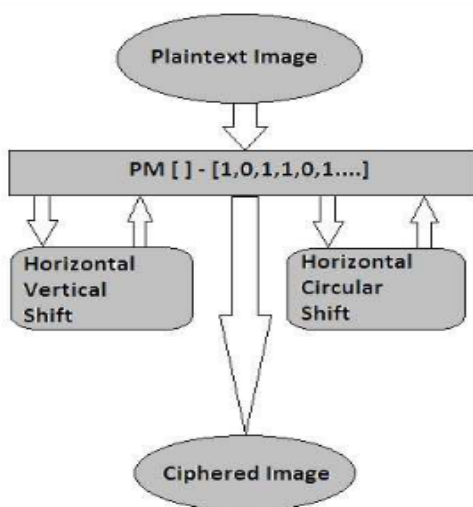 Plaintext Image
PM [ ] - [1,0,1,1,0,1....]
Horizontal
Vertical
Shift
Horizontal
Circular
Shift
Ciphered Image